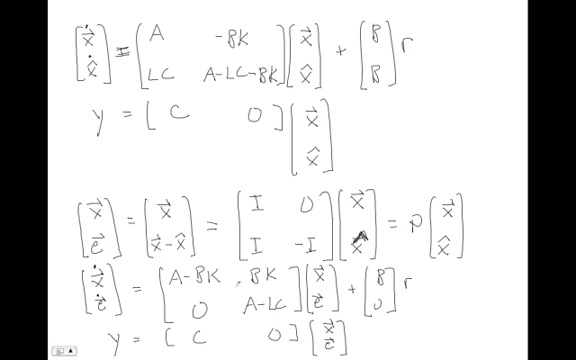 [ẋ⃗; x̂̇] = [A -BK; LC A-LC-BK] [x⃗; x̂] + [B; B] r
y = [C 0] [x⃗; x̂]
[x⃗; e⃗] = [x⃗; x⃗-x̂] = [I 0; I -I] [x⃗; x̂] = P [x⃗; x̂]
[ẋ⃗; ė⃗] = [A-BK, BK; 0 A-LC] [x⃗; e⃗] + [B; 0] r
y = [C 0] [x⃗; e⃗]